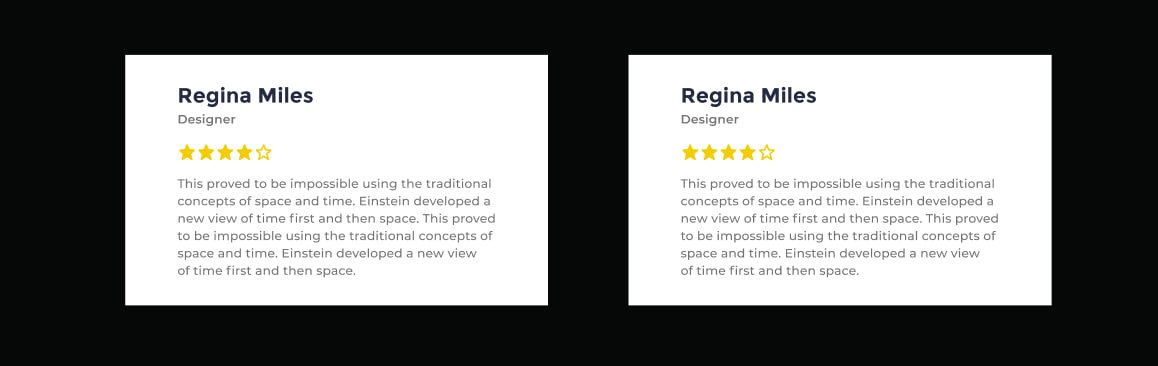 Regina Miles
Designer
This proved to be impossible using the traditional
concepts of space and time. Einstein developed a
new view of time first and then space. This proved
to be impossible using the traditional concepts of
space and time. Einstein developed a new view
of time first and then space.
Regina Miles
Designer
This proved to be impossible using the traditional
concepts of space and time. Einstein developed a
new view of time first and then space. This proved
to be impossible using the traditional concepts of
space and time. Einstein developed a new view
of time first and then space.